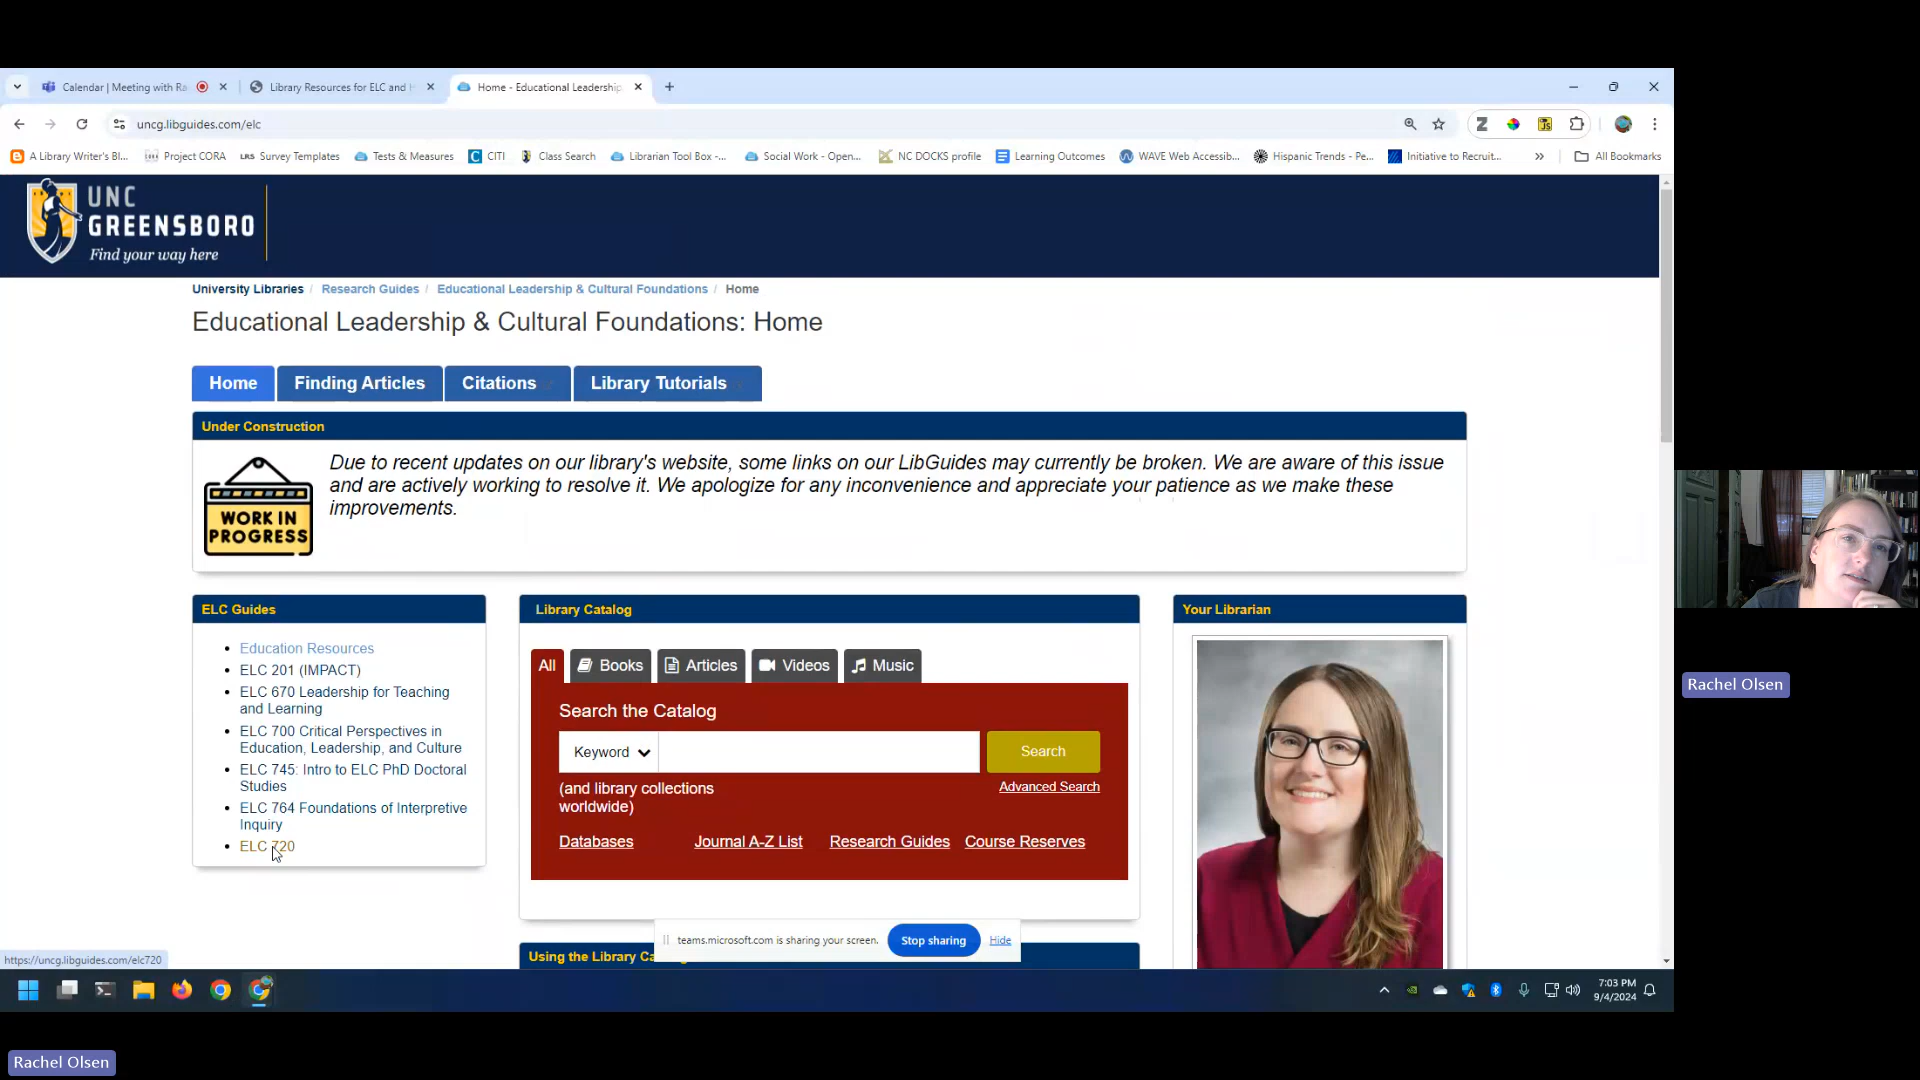 Calendar | Meeting with Ra
Library Resources for ELC and
Home - Educational Leadership
uncg.libguides.com/elc
A Library Writer's Bl...
Project CORA
LRS Survey Templates
Tests & Measures
CITI
Class Search
Librarian Tool Box -...
Social Work - Open...
NC DOCKS profile
Learning Outcomes
WAVE Web Accessib...
Hispanic Trends - Pe...
Initiative to Recruit...
All Bookmarks
UNC
GREENSBORO
Find your way here
University Libraries / Research Guides / Educational Leadership & Cultural Foundations / Home
Educational Leadership & Cultural Foundations: Home
Home
Finding Articles
Citations
Library Tutorials
Under Construction
WORK IN
PROGRESS
Due to recent updates on our library's website, some links on our LibGuides may currently be broken. We are aware of this issue
and are actively working to resolve it. We apologize for any inconvenience and appreciate your patience as we make these
improvements.
ELC Guides
Education Resources
ELC 201 (IMPACT)
ELC 670 Leadership for Teaching
and Learning
ELC 700 Critical Perspectives in
Education, Leadership, and Culture
ELC 745: Intro to ELC PhD Doctoral
Studies
ELC 764 Foundations of Interpretive
Inquiry
ELC 720
Library Catalog
All
Books
Articles
Videos
Music
Search the Catalog
Keyword
Search
(and library collections
worldwide)
Advanced Search
Databases
Journal A-Z List
Research Guides
Course Reserves
Using the Library Ca
Your Librarian
teams.microsoft.com is sharing your screen.
Stop sharing
Hide
https://uncg.libguides.com/elc720
7:03 PM
9/4/2024
Rachel Olsen
Rachel Olsen